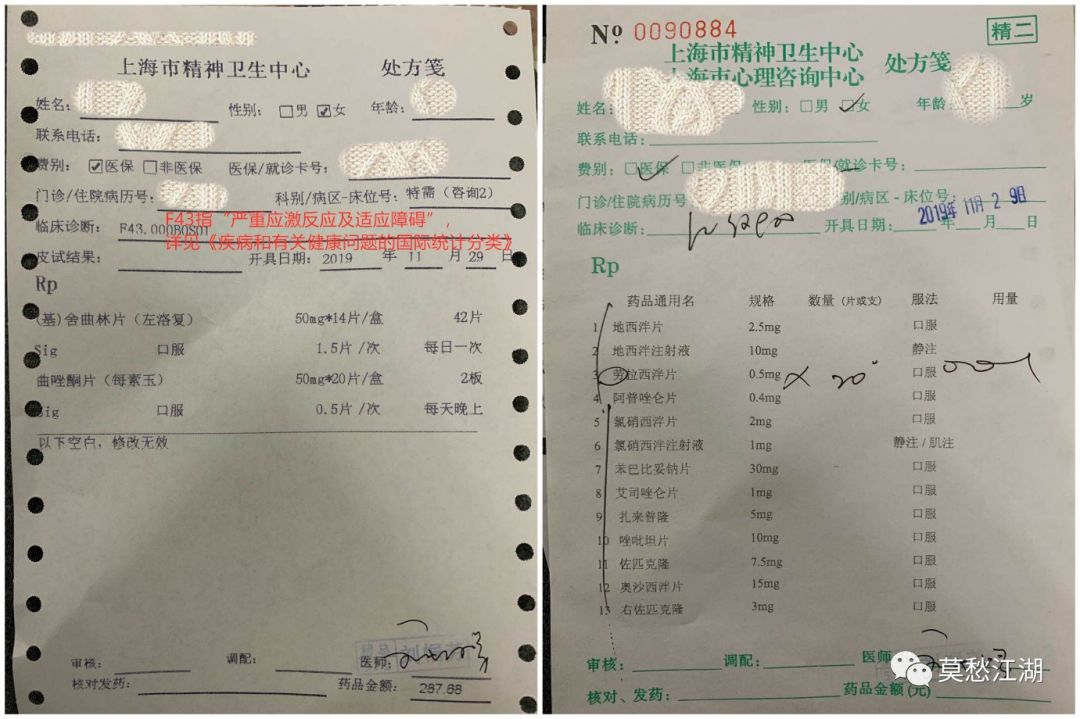 上海市精神卫生中心 处方笺
姓名: 性别: □男 ☑女 年龄:
联系电话:
费别: ☑医保 □非医保 医保/就诊卡号:
门诊/住院病历号: 科别/病区-床位号: 特需(咨询2)
F43指“严重应激反应及适应障碍”,
临床诊断: F43.000B0S01
详见《疾病和有关健康问题的国际统计分类》
皮试结果: 开具日期: 2019 年 11 月 29 日
Rp
(基)舍曲林片(左洛复) 50mg*14片/盒 42片
Sig 口服 1.5片/次 每日一次
曲唑酮片(每素玉) 50mg*20片/盒 2板
Sig 口服 0.5片/次 每天晚上
以下空白,修改无效
审核: 调配: 医师:
核对发药: 药品金额: 287.68
Nº 0090884
精二
上海市精神卫生中心
上海市心理咨询中心 处方笺
姓名: 性别: □男 □女 年龄: 岁
联系电话:
费别: □医保 □非医保 医保/就诊卡号:
门诊/住院病历号 别/病区-床位号:
2019年11月29日
临床诊断: 开具日期: 年 月 日
Rp
药品通用名 规格 数量(片或支) 服法 用量
1 地西泮片 2.5mg 口服
2 地西泮注射液 10mg 静注
3 劳拉西泮片 0.5mg × 20 口服
4 阿普唑仑片 0.4mg 口服
5 氯硝西泮片 2mg 口服
6 氯硝西泮注射液 1mg 静注/肌注
7 苯巴比妥钠片 30mg 口服
8 艾司唑仑片 1mg 口服
9 扎来普隆 5mg 口服
10 唑吡坦片 10mg 口服
11 佐匹克隆 7.5mg 口服
12 奥沙西泮片 15mg 口服
13 右佐匹克隆 3mg 口服
审核: 调配: 医师
核对、发药: 药品金额(元)
莫愁江湖